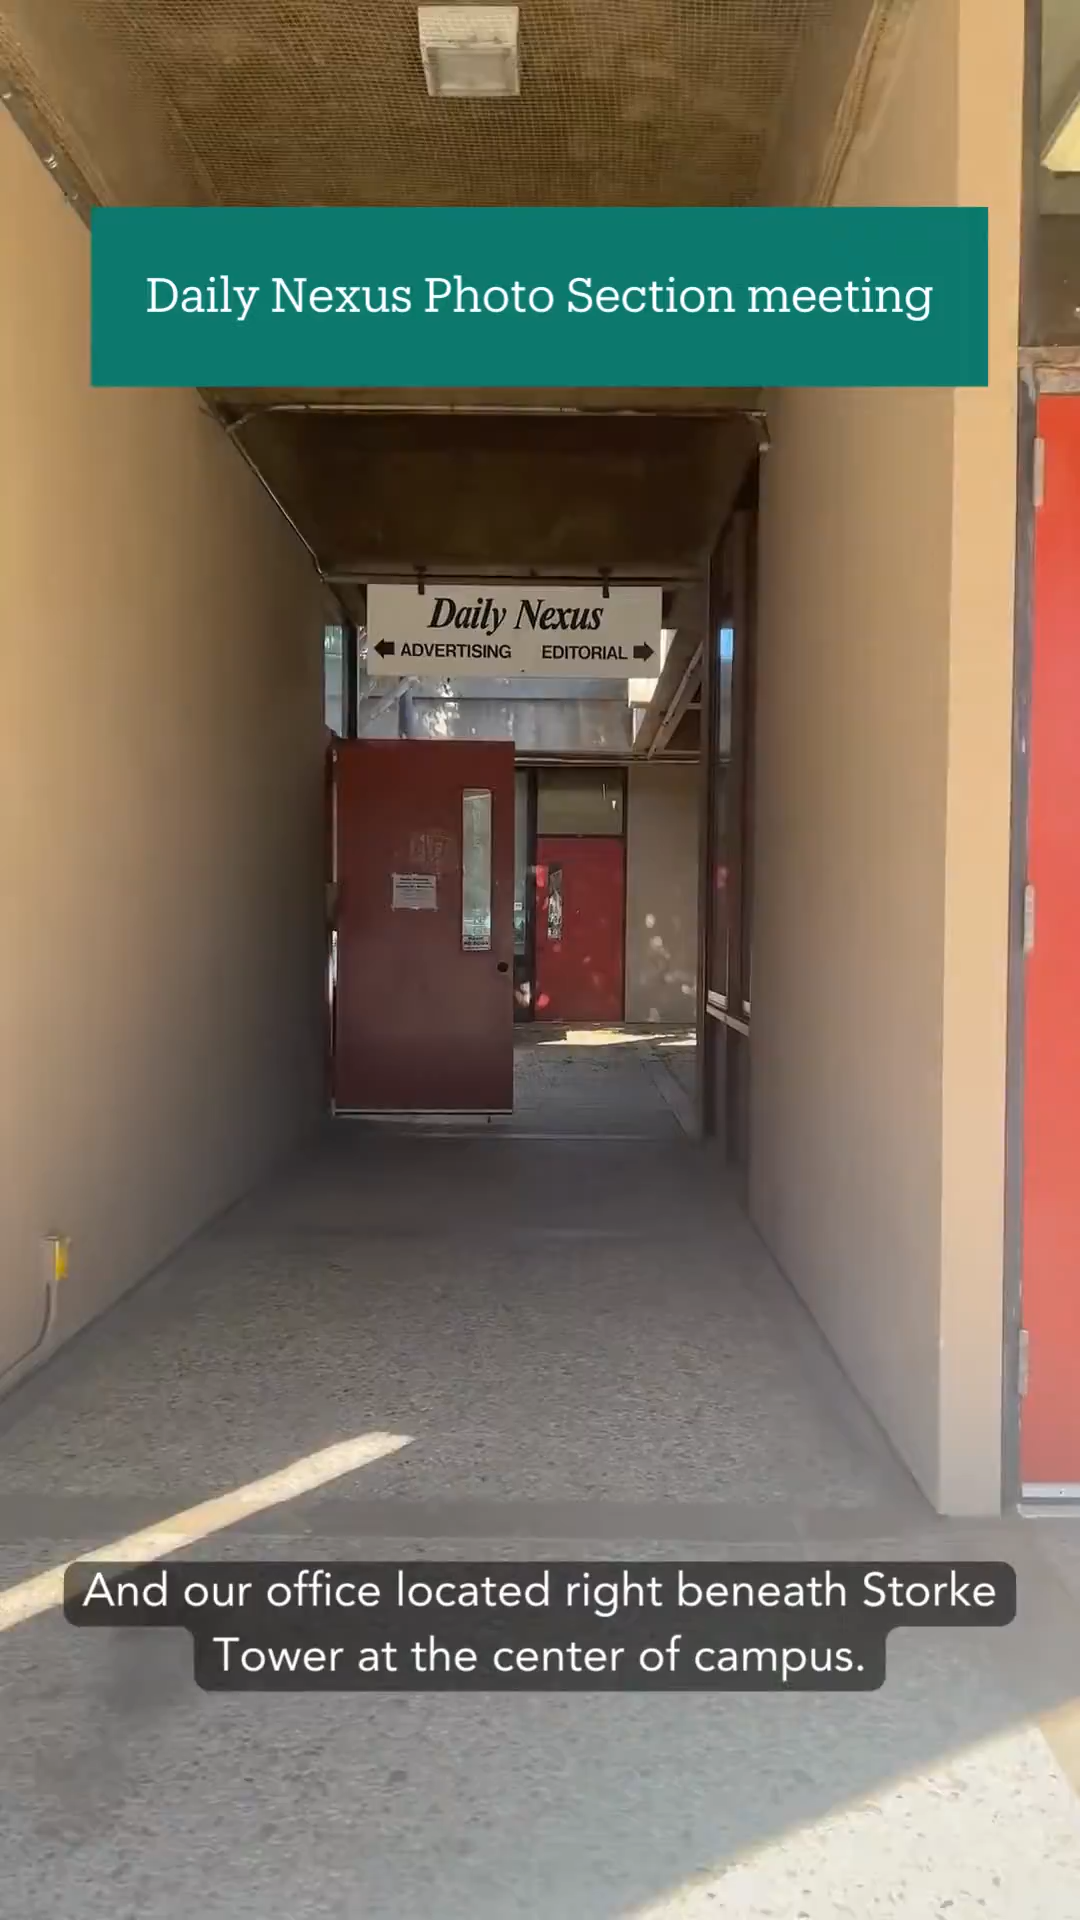 Daily Nexus Photo Section meeting
Daily Nexus
← ADVERTISING EDITORIAL →
And our office located right beneath Storke
Tower at the center of campus.